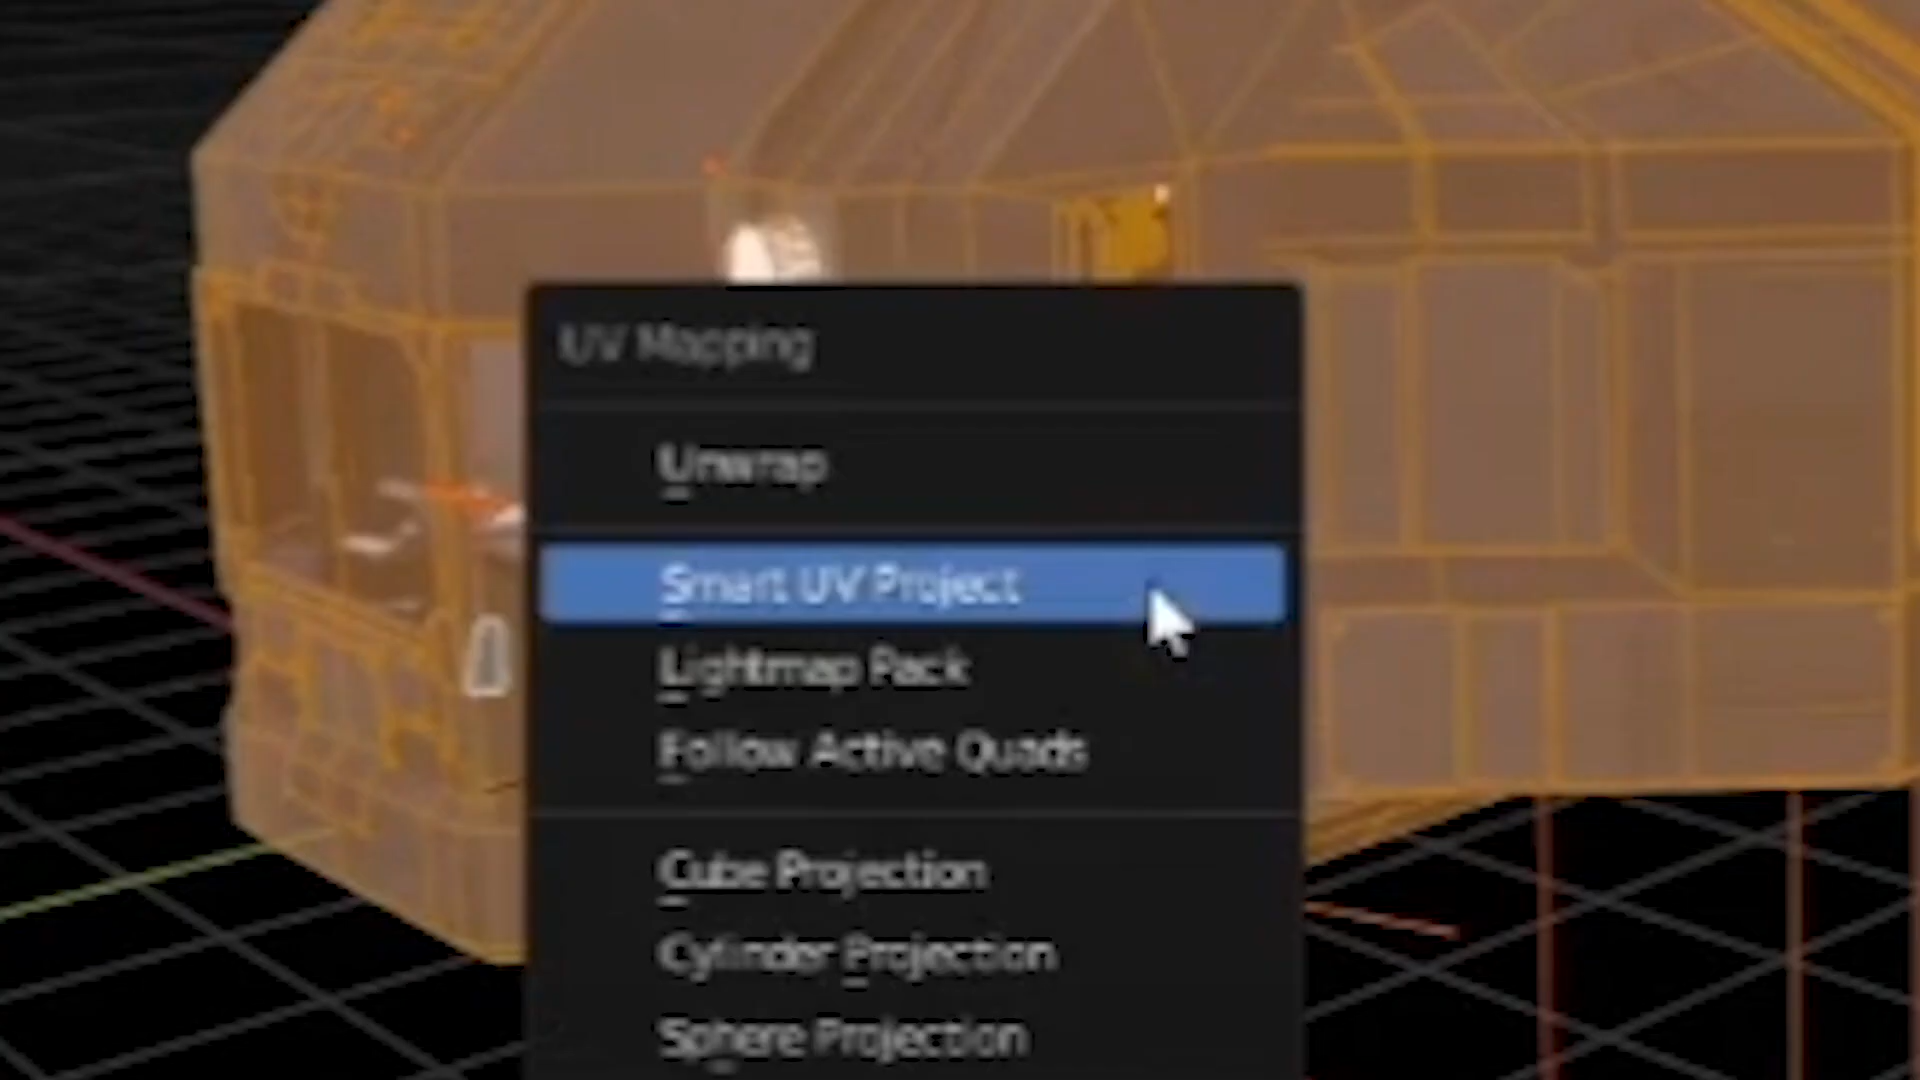 UV Mapping
Unwrap
Smart UV Project
Lightmap Pack
Follow Active Quads
Cube Projection
Cylinder Projection
Sphere Projection